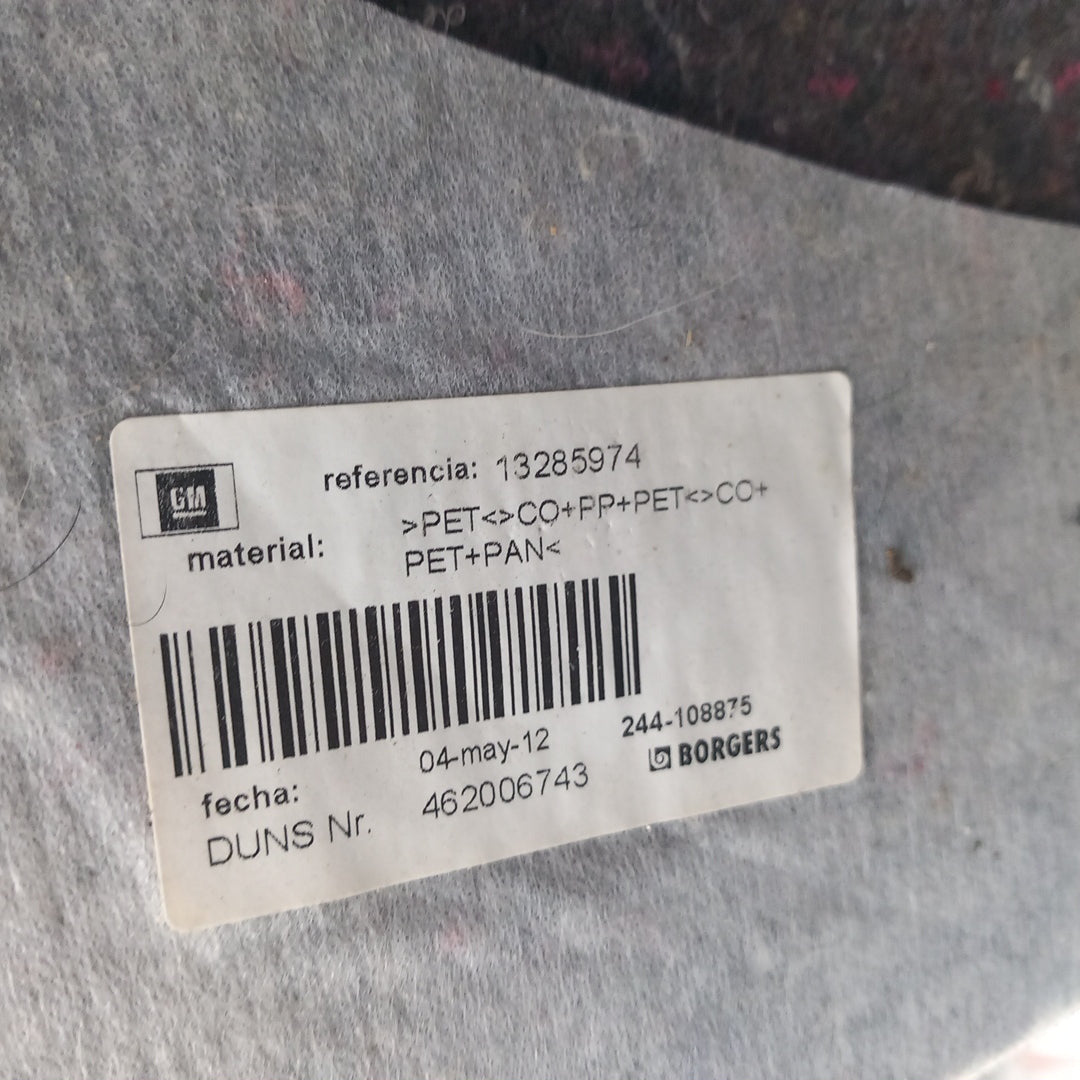 GM
referencia: 13285974
material: >PET<>CO+PP+PET<>CO+
PET+PAN<
fecha: 04-may-12
244-108875
DUNS Nr. 462006743
BORGERS